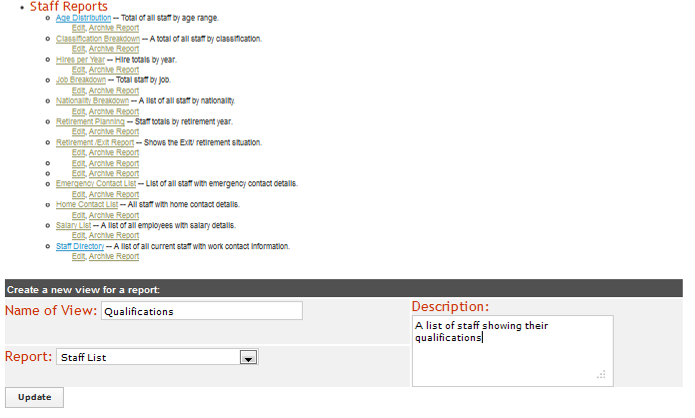 Staff Reports
Age Distribution -- Total of all staff by age range.
Edit, Archive Report
Classification Breakdown -- A total of all staff by classification.
Edit, Archive Report
Hires per Year -- Hire totals by year.
Edit, Archive Report
Job Breakdown -- Total staff by job.
Edit, Archive Report
Nationality Breakdown -- A list of all staff by nationality.
Edit, Archive Report
Retirement Planning -- Staff totals by retirement year.
Edit, Archive Report
Retirement /Exit Report -- Shows the Exit/ retirement situation.
Edit, Archive Report
Edit, Archive Report
Edit, Archive Report
Emergency Contact List -- List of all staff with emergency contact details.
Edit, Archive Report
Home Contact List -- All staff with home contact details.
Edit, Archive Report
Salary List -- A list of all employees with salary details.
Edit, Archive Report
Staff Directory -- A list of all current staff with work contact information.
Edit, Archive Report
Create a new view for a report:
Name of View: Qualifications
Description:
A list of staff showing their
qualifications
Report: Staff List
Update